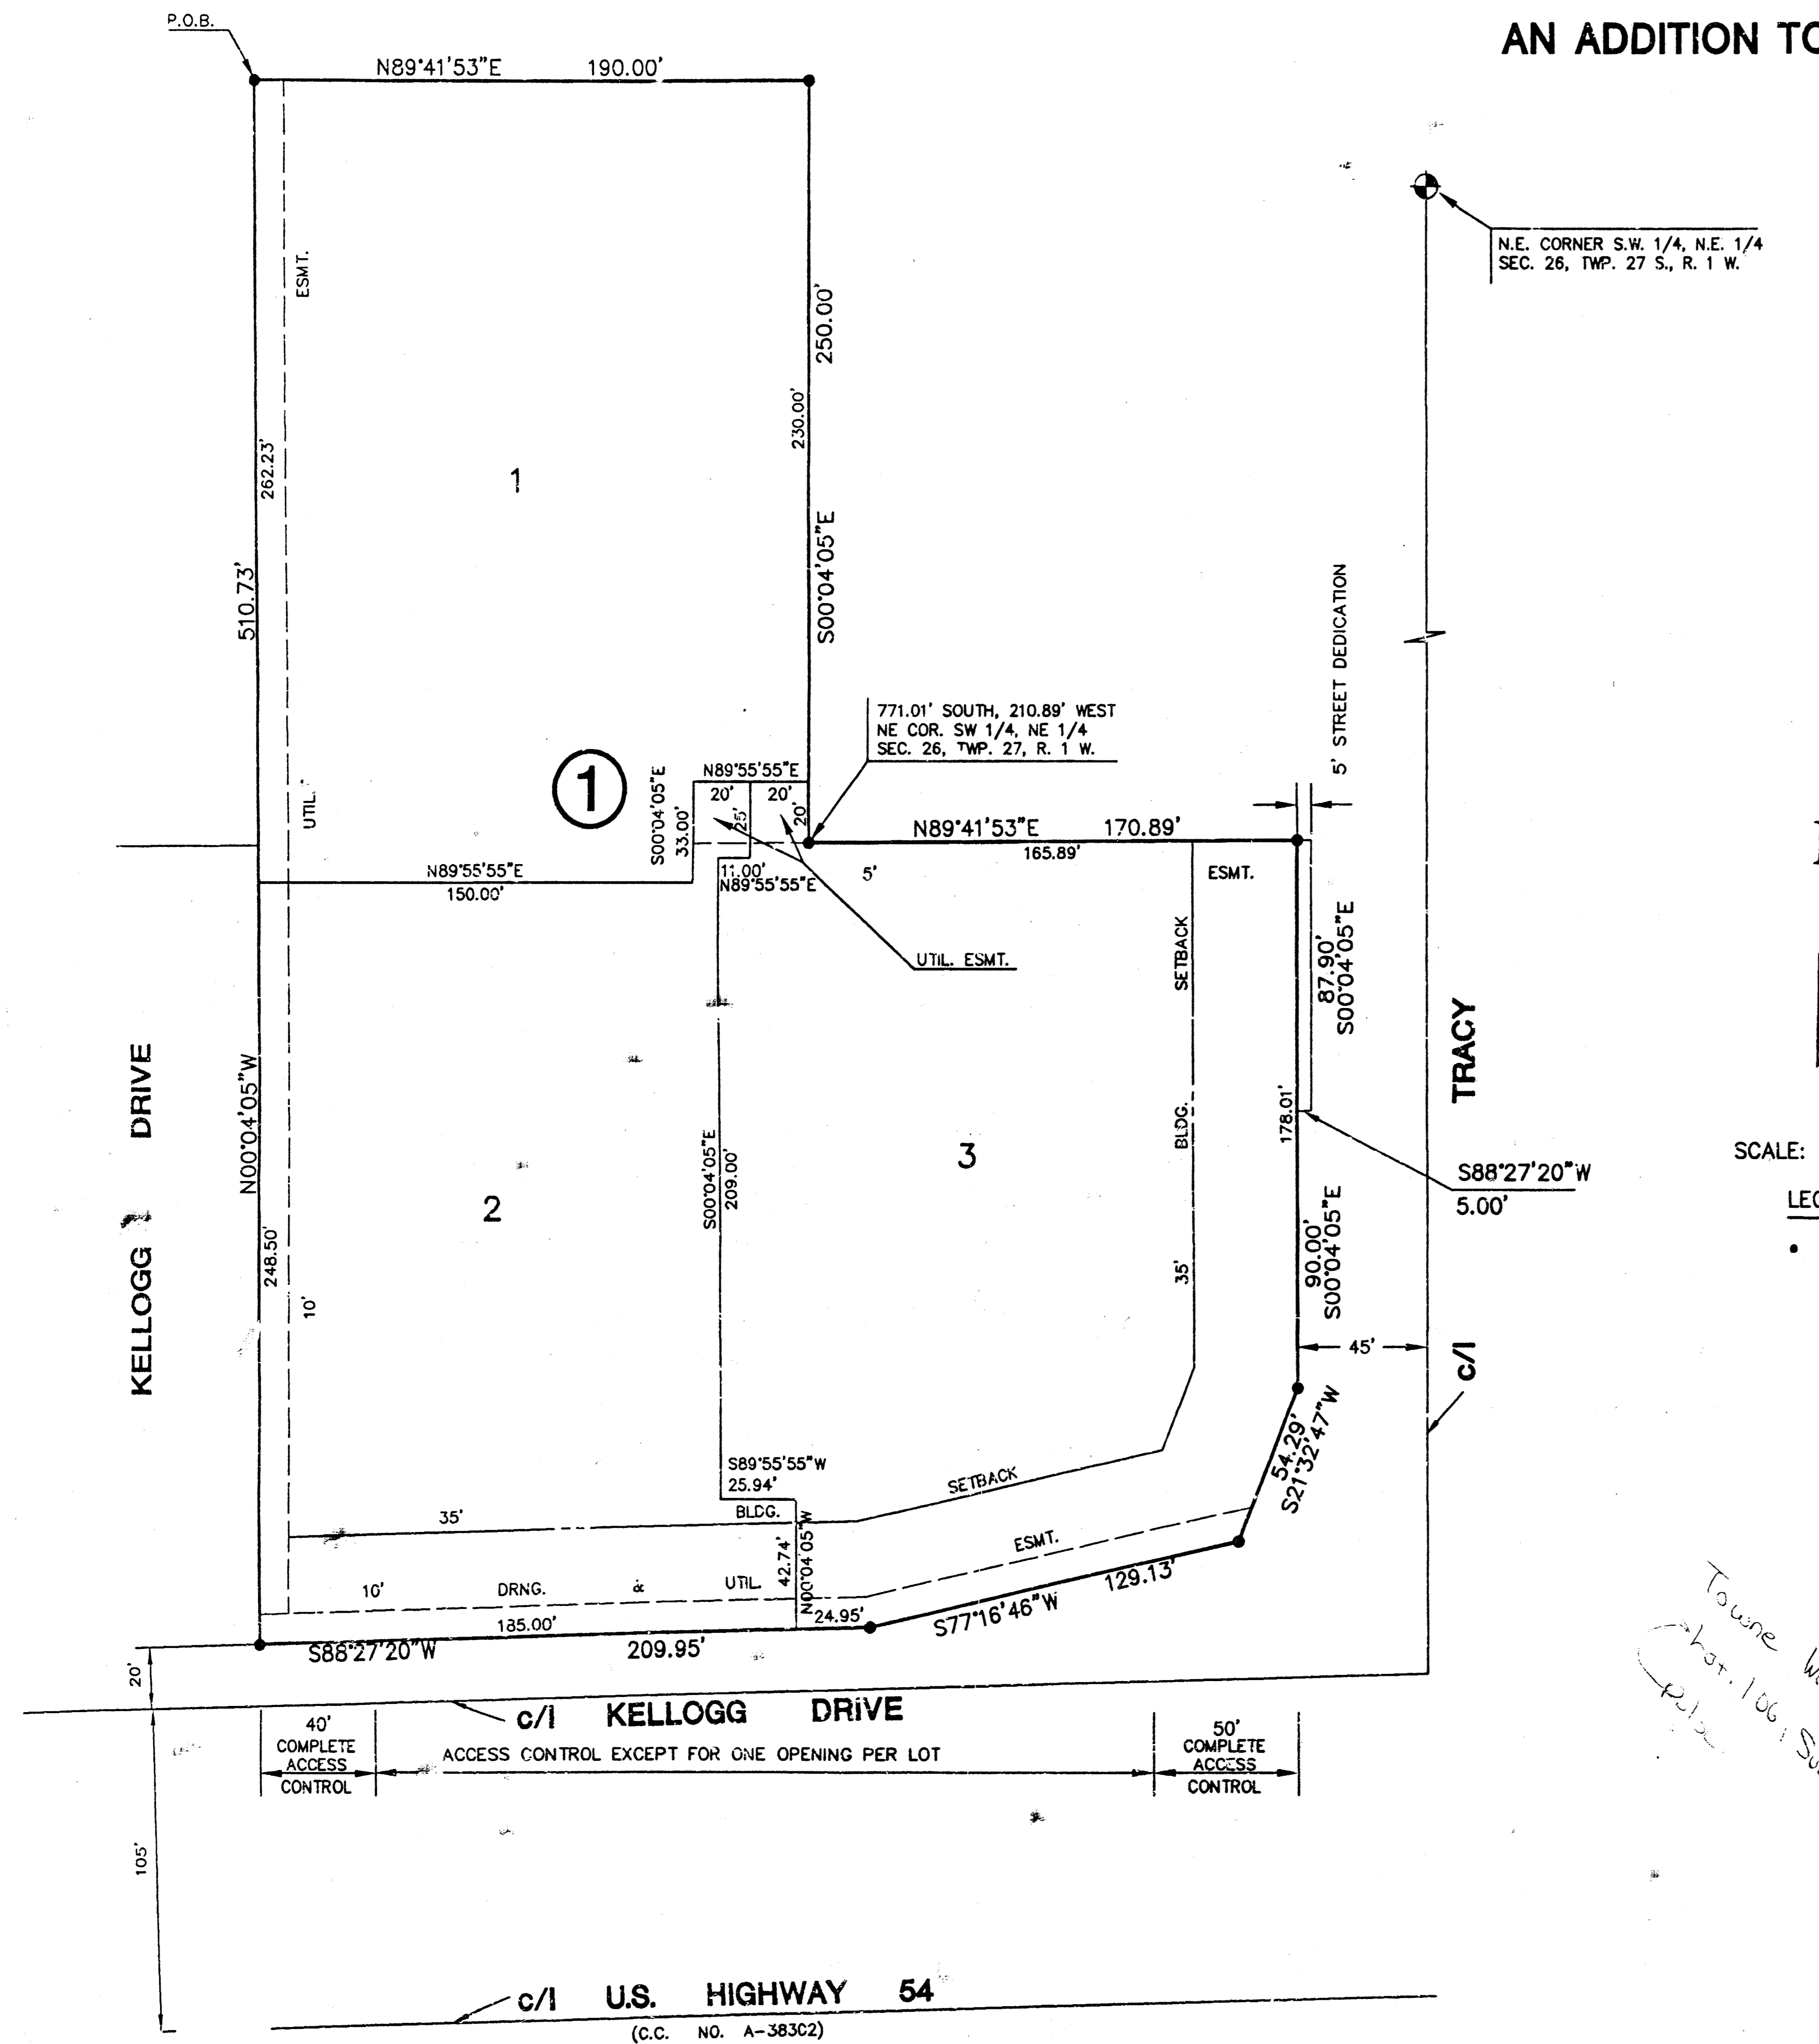 P.O.B.
AN ADDITION TO
N89°41'53"E 190.00'
N.E. CORNER S.W. 1/4, N.E. 1/4
SEC. 26, TWP. 27 S., R. 1 W.
ESMT.
250.00'
230.00'
262.23'
1
510.73'
S00°04'05"E
5' STREET DEDICATION
771.01' SOUTH, 210.89' WEST
NE COR. SW 1/4, NE 1/4
SEC. 26, TWP. 27, R. 1 W.
UTIL.
1
N89°55'55"E
20' 20'
S00°04'05"E
33.00'
25'
20'
N89°41'53"E 170.89'
165.89'
N89°55'55"E
150.00'
11.00'
N89°55'55"E
5'
ESMT.
UTIL. ESMT.
SETBACK
87.90'
S00°04'05"E
KELLOGG DRIVE
N00°04'05"W
TRACY
BLDG.
178.01'
S00°04'05"E
209.00'
3
2
S88°27'20"W
5.00'
SCALE:
248.50'
10'
35'
90.00'
S00°04'05"E
45'
c/l
54.29'
S21°32'47"W
S89°55'55"W
25.94'
SETBACK
35'
BLDG.
42.74'
N00°04'05"W
ESMT.
10' DRNG. & UTIL.
129.13'
S77°16'46"W
185.00'
24.95'
S88°27'20"W 209.95'
20'
c/l KELLOGG DRIVE
40'
COMPLETE
ACCESS
CONTROL
ACCESS CONTROL EXCEPT FOR ONE OPENING PER LOT
50'
COMPLETE
ACCESS
CONTROL
105'
Towne
c/l U.S. HIGHWAY 54
(C.C. NO. A-38302)